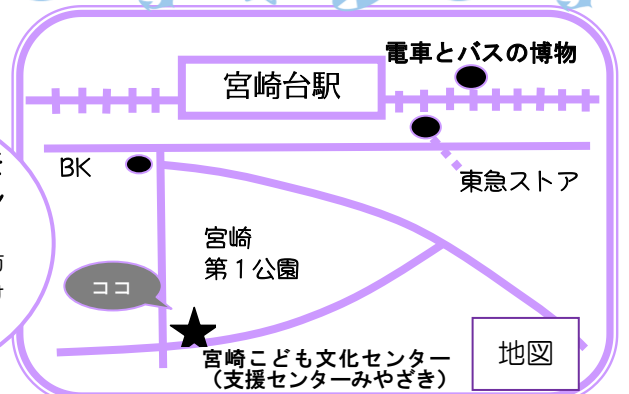 電車とバスの博物
宮崎台駅
BK
東急ストア
宮崎
第1公園
ココ
宮崎こども文化センター
(支援センターみやざき)
地図